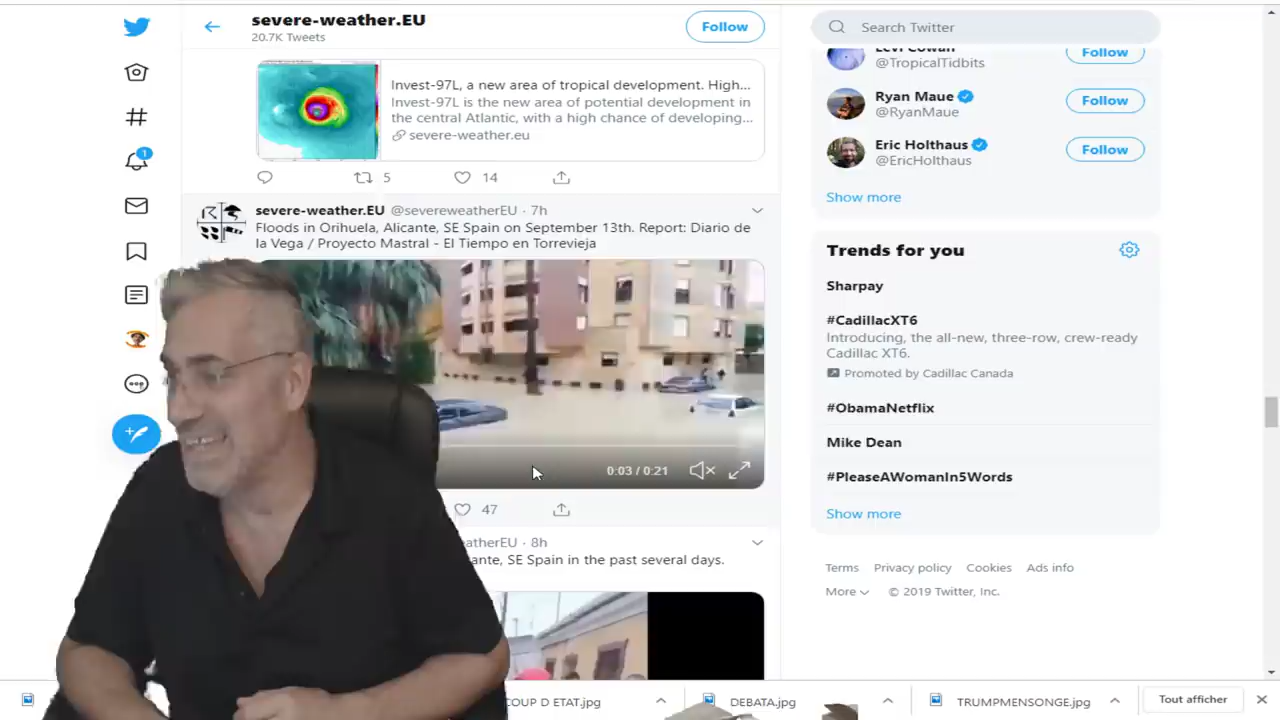 severe-weather.EU
20.7K Tweets
Follow
Invest-97L, a new area of tropical development. High...
Invest-97L is the new area of potential development in
the central Atlantic, with a high chance of developing...
severe-weather.eu
5
14
severe-weather.EU @severeweatherEU · 7h
Floods in Orihuela, Alicante, SE Spain on September 13th. Report: Diario de
la Vega / Proyecto Mastral - El Tiempo en Torrevieja
0:03 / 0:21
47
eatherEU · 8h
ante, SE Spain in the past several days.
1
Search Twitter
Levi Cowan
@TropicalTidbits
Follow
Ryan Maue
@RyanMaue
Follow
Eric Holthaus
@EricHolthaus
Follow
Show more
Trends for you
Sharpay
#CadillacXT6
Introducing, the all-new, three-row, crew-ready
Cadillac XT6.
Promoted by Cadillac Canada
#ObamaNetflix
Mike Dean
#PleaseAWomanIn5Words
Show more
Terms Privacy policy Cookies Ads info
More © 2019 Twitter, Inc.
COUP D ETAT.jpg
DEBATA.jpg
TRUMPMENSONGE.jpg
Tout afficher